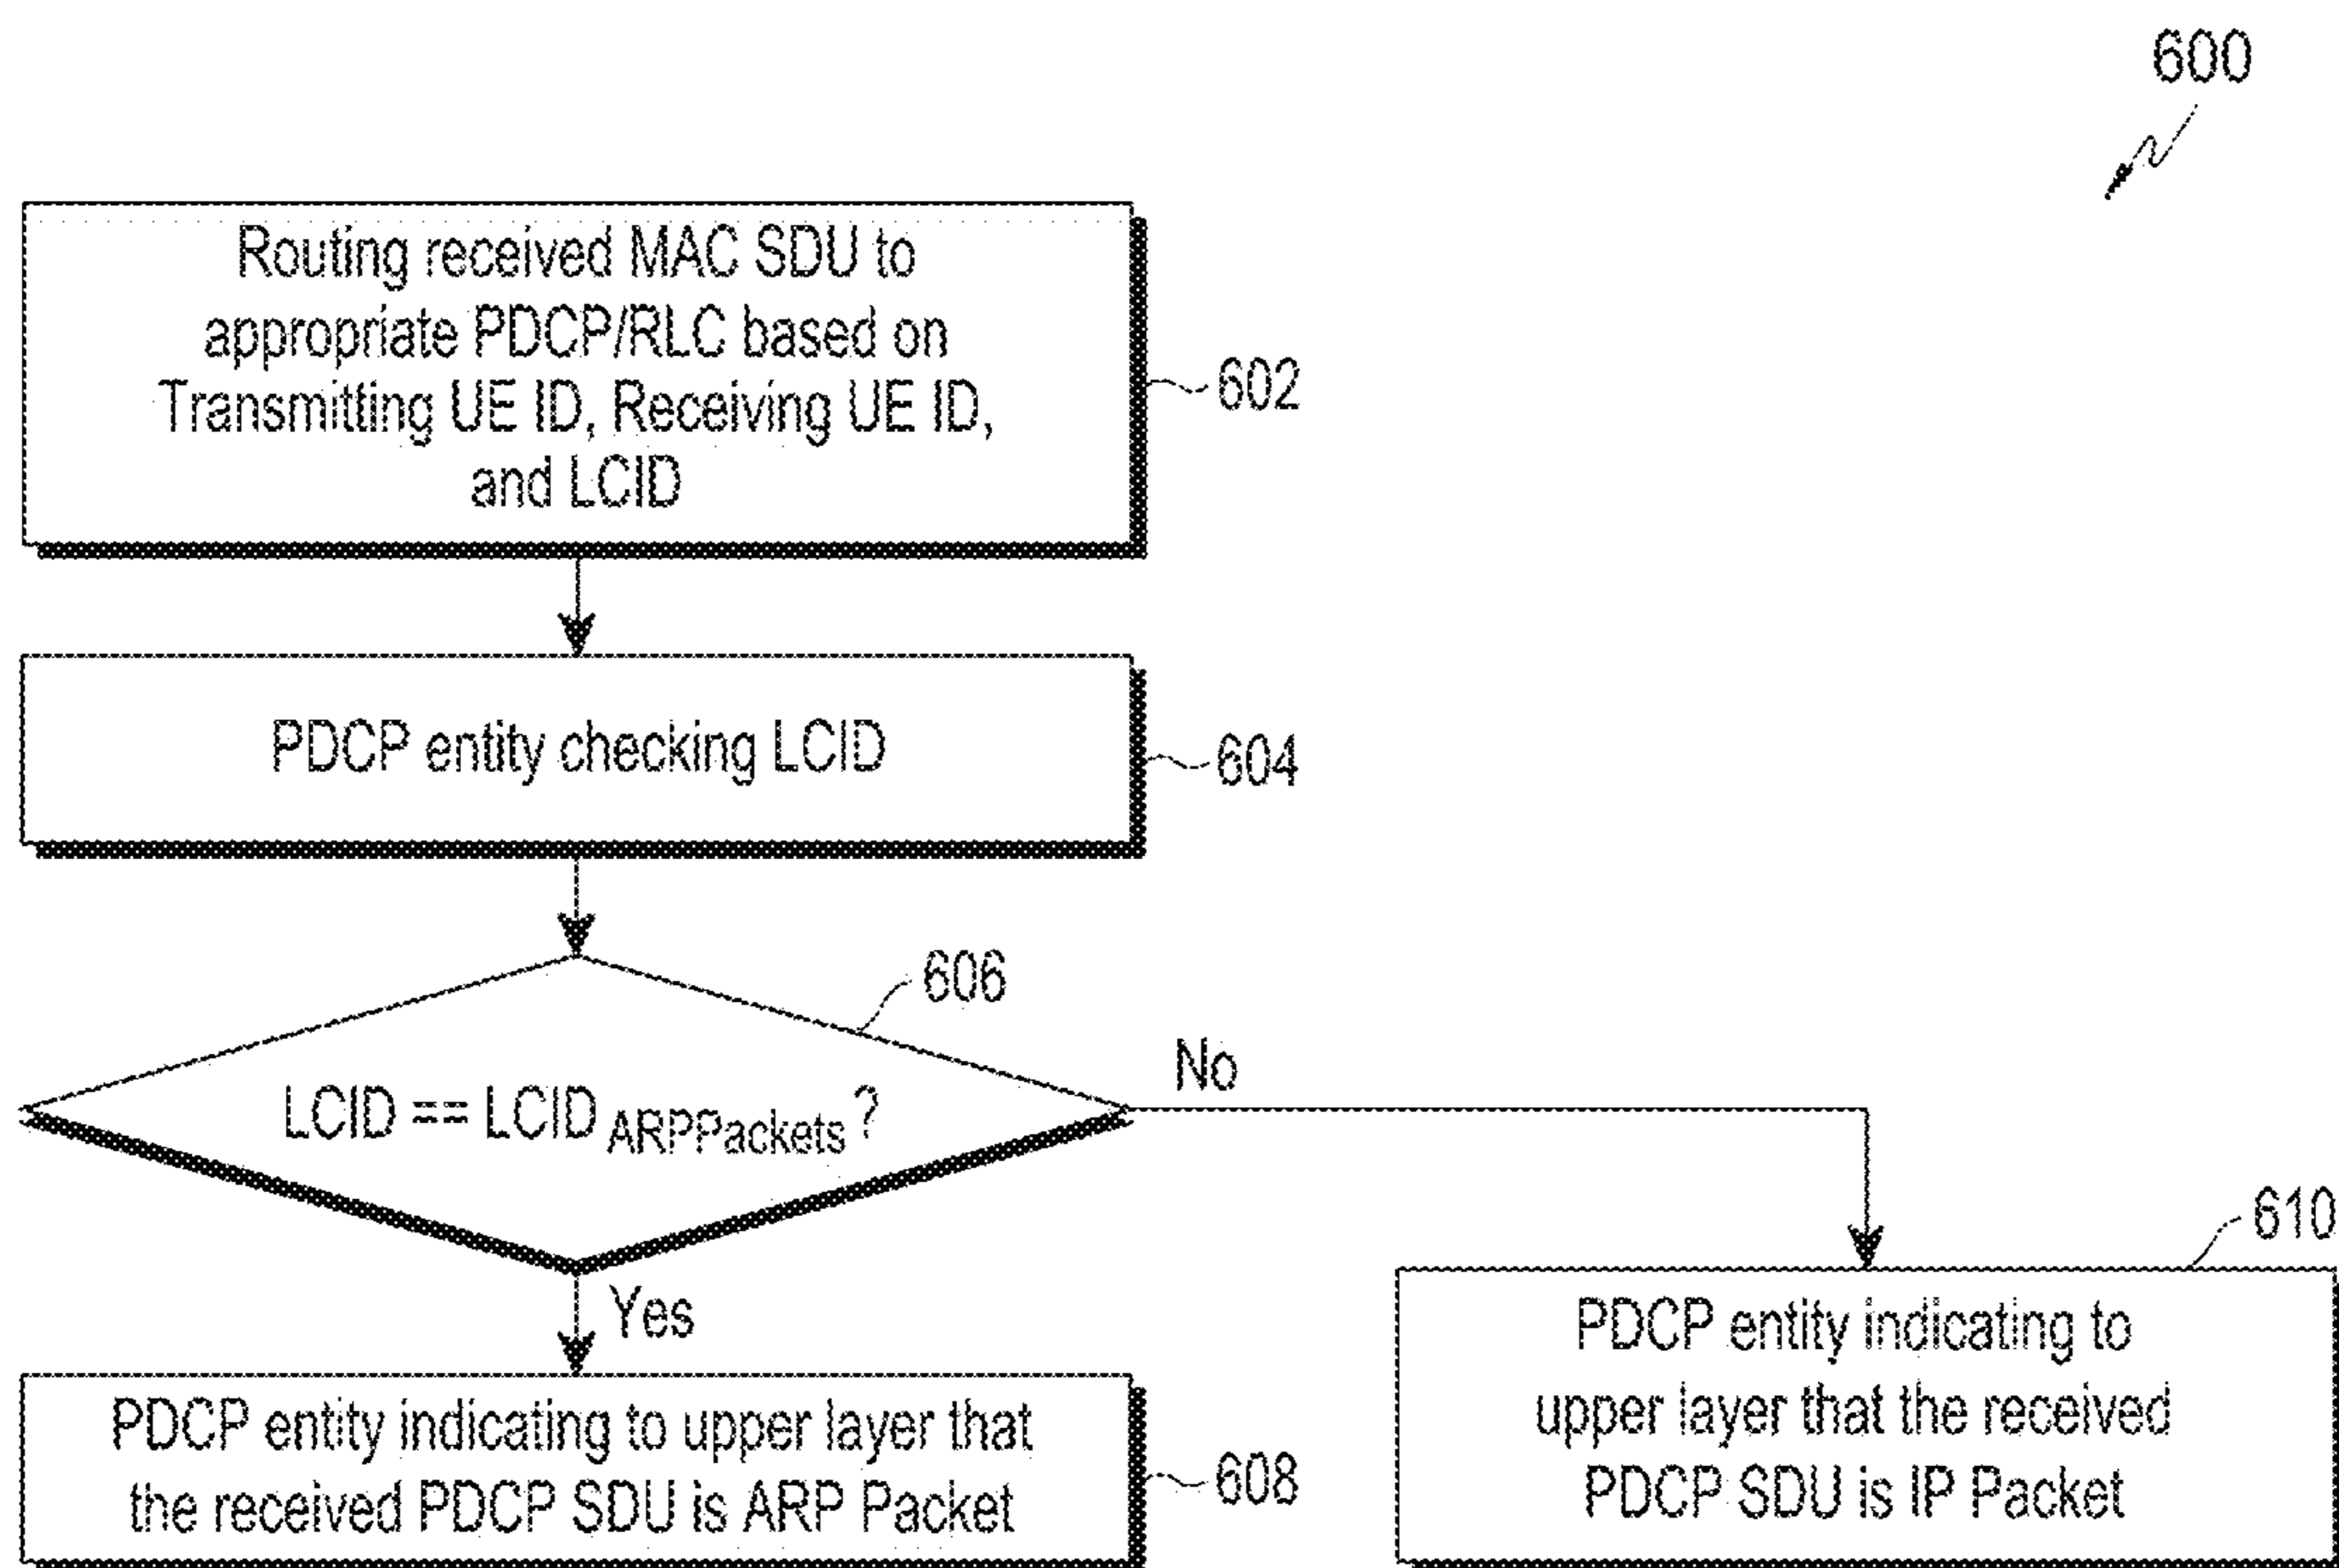 600
Routing received MAC SDU to
appropriate PDCP/RLC based on
Transmitting UE ID, Receiving UE ID,
and LCID
602
PDCP entity checking LCID
604
606
LCID == LCID ARPPackets ?
No
Yes
610
PDCP entity indicating to upper layer that
the received PDCP SDU is ARP Packet
608
PDCP entity indicating to
upper layer that the received
PDCP SDU is IP Packet